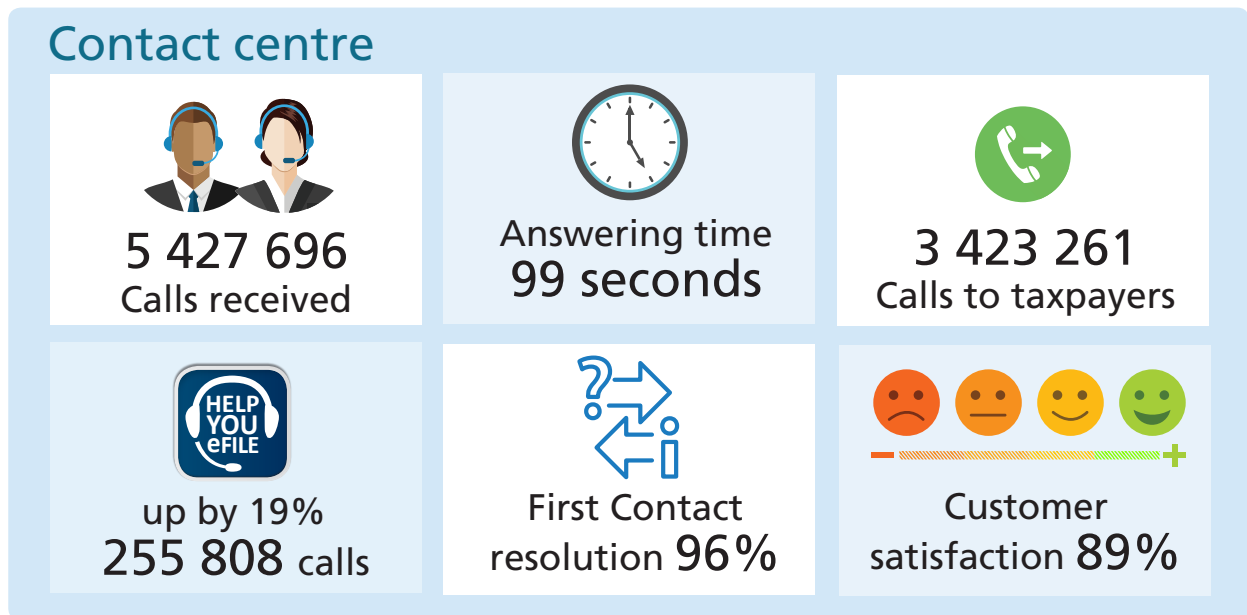 Contact centre
5 427 696
Calls received
Answering time
99 seconds
3 423 261
Calls to taxpayers
HELP
YOU
eFILE
up by 19%
255 808 calls
First Contact
resolution 96%
Customer
satisfaction 89%